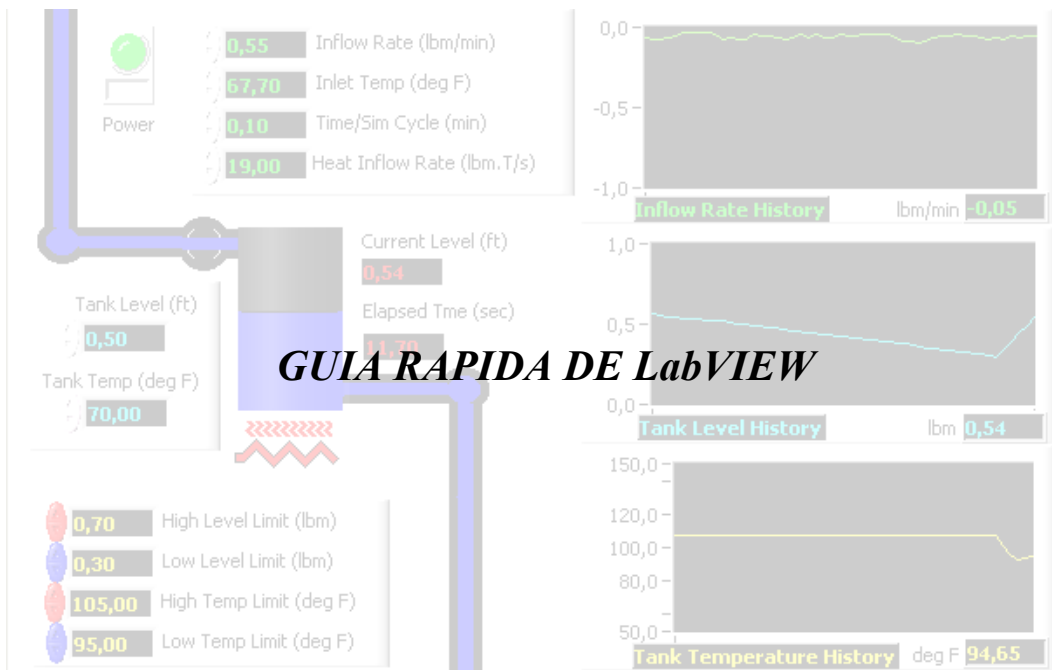 0,55 Inflow Rate (lbm/min)
67,70 Inlet Temp (deg F)
0,10 Time/Sim Cycle (min)
19,00 Heat Inflow Rate (lbm.T/s)
Power
0,0
-0,5
-1,0
Inflow Rate History lbm/min -0,05
Current Level (ft)
0,54
Elapsed Tme (sec)
11,70
Tank Level (ft)
0,50
Tank Temp (deg F)
70,00
GUIA RAPIDA DE LabVIEW
1,0
0,5
0,0
Tank Level History lbm 0,54
0,70 High Level Limit (lbm)
0,30 Low Level Limit (lbm)
105,00 High Temp Limit (deg F)
95,00 Low Temp Limit (deg F)
150,0
120,0
100,0
80,0
50,0
Tank Temperature History deg F 94,65